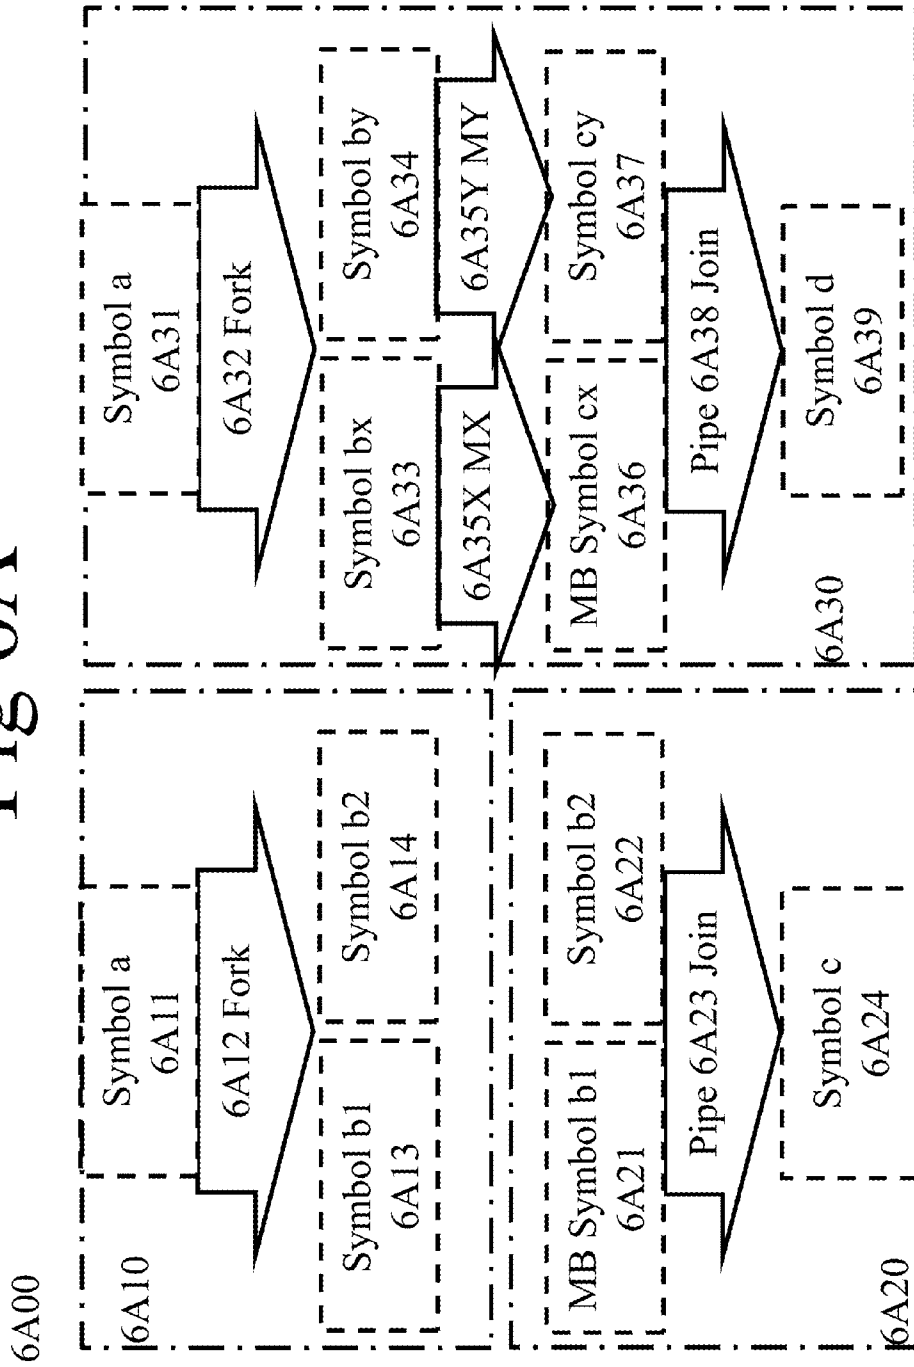 6A00
Fig 6A
6A10
Symbol a
6A11
6A12 Fork
Symbol b1
6A13
Symbol b2
6A14
MB Symbol b1
6A21
Symbol b2
6A22
Pipe 6A23 Join
Symbol c
6A24
6A20
Symbol a
6A31
6A32 Fork
Symbol bx
6A33
Symbol by
6A34
6A35X MX
6A35Y MY
MB Symbol cx
6A36
Symbol cy
6A37
Pipe 6A38 Join
Symbol d
6A39
6A30